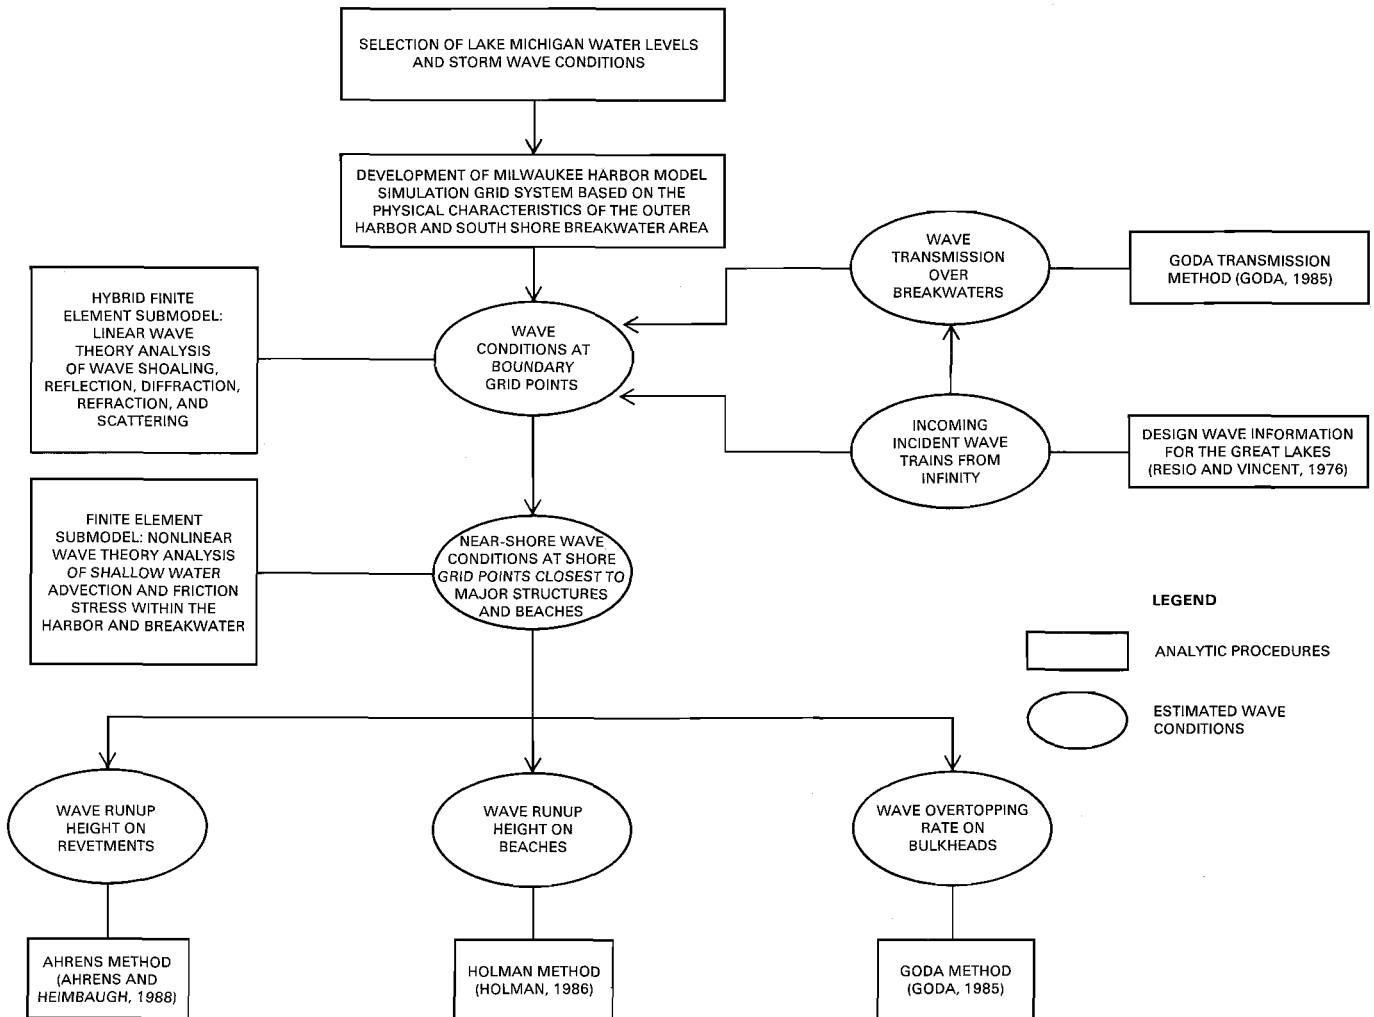 SELECTION OF LAKE MICHIGAN WATER LEVELS
AND STORM WAVE CONDITIONS
DEVELOPMENT OF MILWAUKEE HARBOR MODEL
SIMULATION GRID SYSTEM BASED ON THE
PHYSICAL CHARACTERISTICS OF THE OUTER
HARBOR AND SOUTH SHORE BREAKWATER AREA
WAVE
TRANSMISSION
OVER
BREAKWATERS
GODA TRANSMISSION
METHOD (GODA, 1985)
HYBRID FINITE
ELEMENT SUBMODEL:
LINEAR WAVE
THEORY ANALYSIS
OF WAVE SHOALING,
REFLECTION, DIFFRACTION,
REFRACTION, AND
SCATTERING
WAVE
CONDITIONS AT
BOUNDARY
GRID POINTS
INCOMING
INCIDENT WAVE
TRAINS FROM
INFINITY
DESIGN WAVE INFORMATION
FOR THE GREAT LAKES
(RESIO AND VINCENT, 1976)
FINITE ELEMENT
SUBMODEL: NONLINEAR
WAVE THEORY ANALYSIS
OF SHALLOW WATER
ADVECTION AND FRICTION
STRESS WITHIN THE
HARBOR AND BREAKWATER
NEAR-SHORE WAVE
CONDITIONS AT SHORE
GRID POINTS CLOSEST TO
MAJOR STRUCTURES
AND BEACHES
LEGEND
ANALYTIC PROCEDURES
ESTIMATED WAVE
CONDITIONS
WAVE RUNUP
HEIGHT ON
REVETMENTS
WAVE RUNUP
HEIGHT ON
BEACHES
WAVE OVERTOPPING
RATE ON
BULKHEADS
AHRENS METHOD
(AHRENS AND
HEIMBAUGH, 1988)
HOLMAN METHOD
(HOLMAN, 1986)
GODA METHOD
(GODA, 1985)